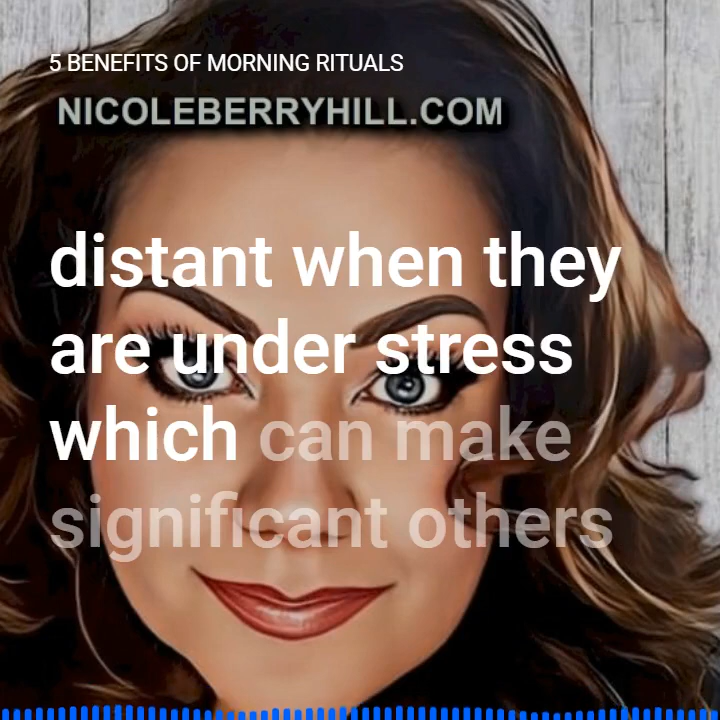 5 BENEFITS OF MORNING RITUALS
NICOLEBERRYHILL.COM
distant when they
are under stress
which can make
significant others